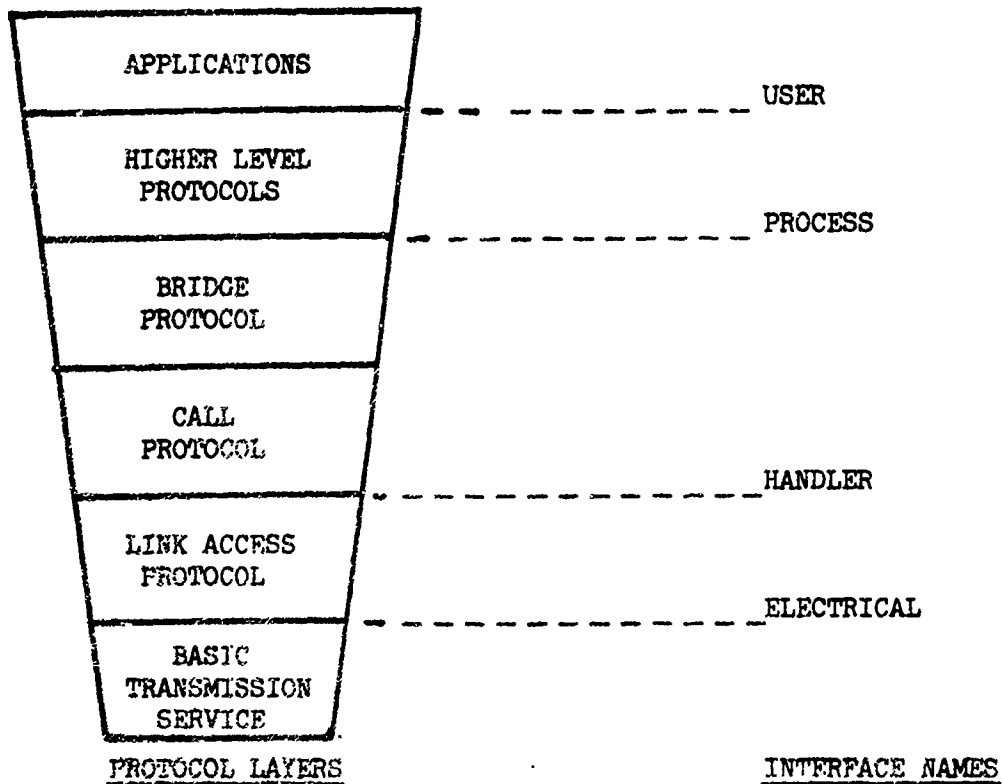 APPLICATIONS
USER
HIGHER LEVEL
PROTOCOLS
PROCESS
BRIDGE
PROTOCOL
CALL
PROTOCOL
HANDLER
LINK ACCESS
PROTOCOL
ELECTRICAL
BASIC
TRANSMISSION
SERVICE
PROTOCOL LAYERS
INTERFACE NAMES